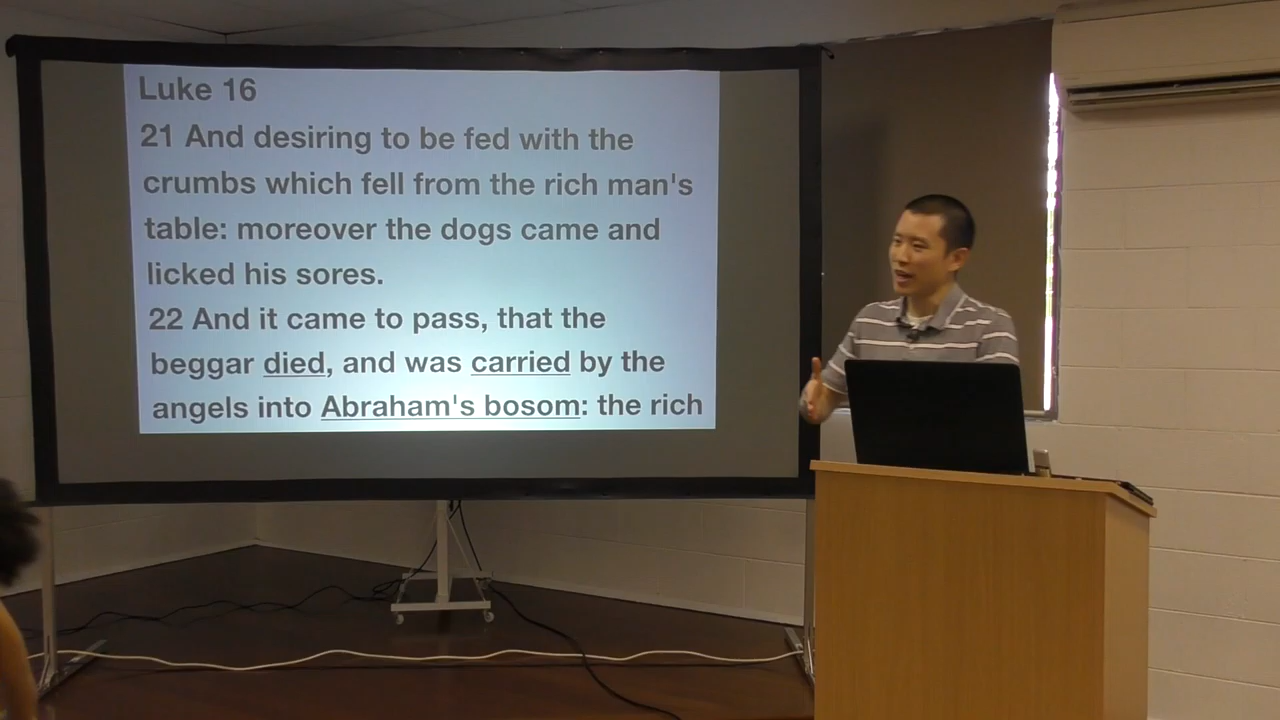 Luke 16
21 And desiring to be fed with the
crumbs which fell from the rich man's
table: moreover the dogs came and
licked his sores.
22 And it came to pass, that the
beggar died, and was carried by the
angels into Abraham's bosom: the rich